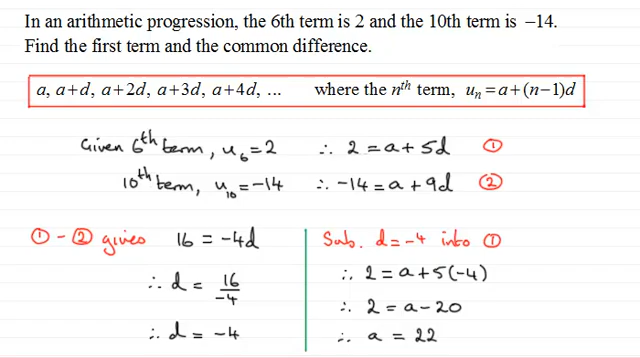 In an arithmetic progression, the 6th term is 2 and the 10th term is −14.
Find the first term and the common difference.
a, a+d, a+2d, a+3d, a+4d, ... where the nᵗʰ term, uₙ = a+(n−1)d
Given 6ᵗʰ term, u₆ = 2 ∴ 2 = a + 5d ①
10ᵗʰ term, u₁₀ = −14 ∴ −14 = a + 9d ②
① − ② gives 16 = −4d
∴ d = 16/−4
∴ d = −4
Sub. d = −4 into ①
∴ 2 = a + 5(−4)
∴ 2 = a − 20
∴ a = 22